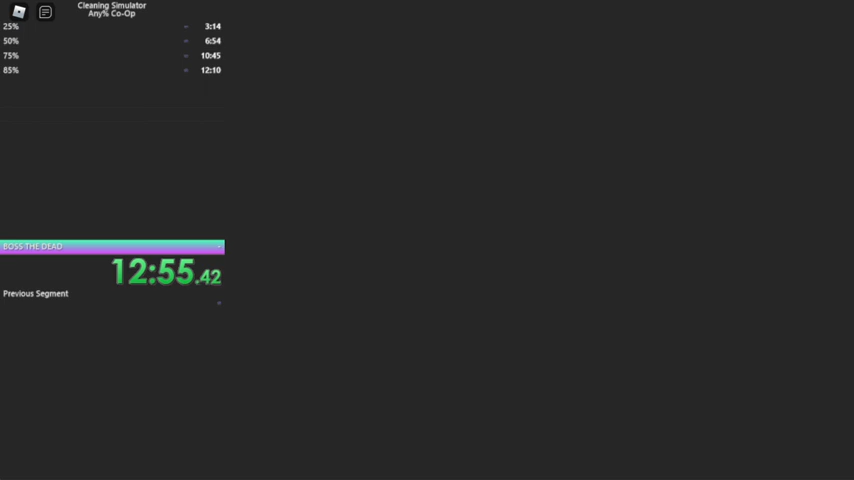 Cleaning Simulator
Any% Co-Op
25% 3:14
50% 6:54
75% 10:45
85% 12:10
BOSS THE DEAD -
12:55.42
Previous Segment